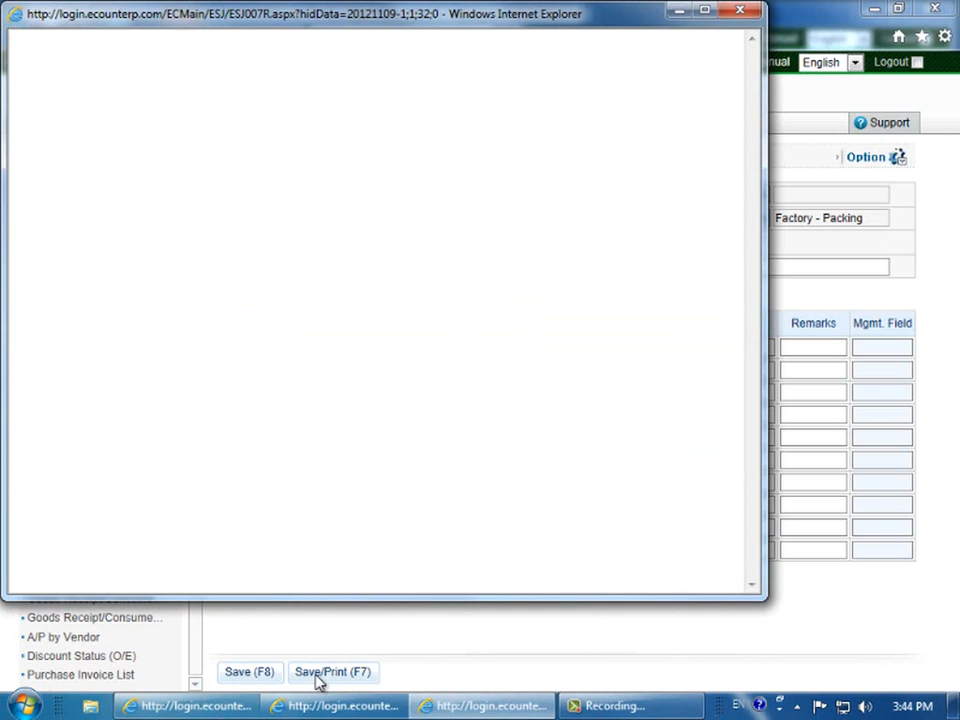 http://login.ecounterp.com/ECMain/ESJ/ESJ007R.aspx?hidData=20121109-1;1;32;0 - Windows Internet Explorer
nual English Logout
Support
Option
Factory - Packing
Remarks Mgmt. Field
Goods Receipt/Consume...
A/P by Vendor
Discount Status (O/E)
Purchase Invoice List
Save (F8) Save/Print (F7)
http://login.ecounte... http://login.ecounte... http://login.ecounte... Recording... EN 3:44 PM